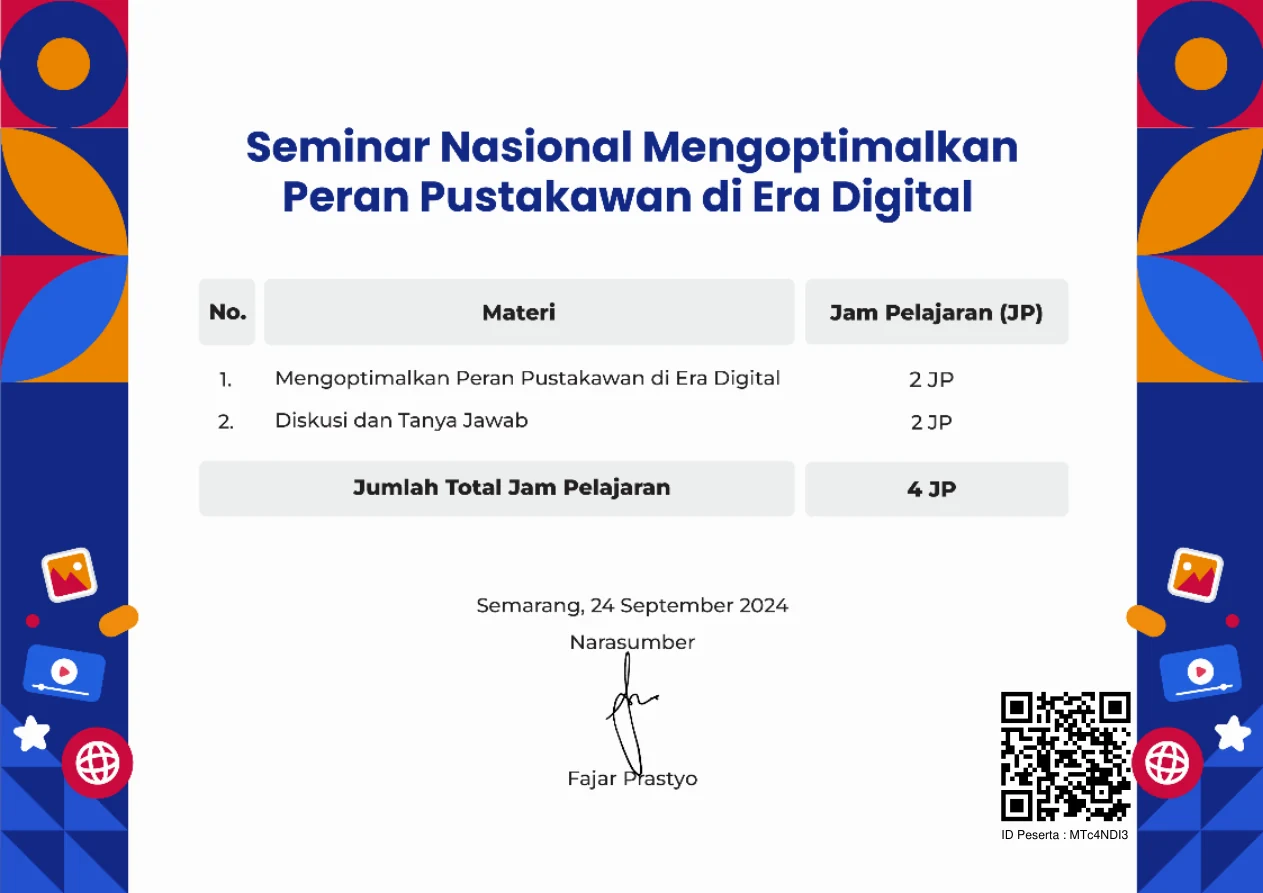 Seminar Nasional Mengoptimalkan
Peran Pustakawan di Era Digital
No. Materi Jam Pelajaran (JP)
1. Mengoptimalkan Peran Pustakawan di Era Digital 2 JP
2. Diskusi dan Tanya Jawab 2 JP
Jumlah Total Jam Pelajaran 4 JP
Semarang, 24 September 2024
Narasumber
Fajar Prastyo
ID Peserta : MTc4NDI3